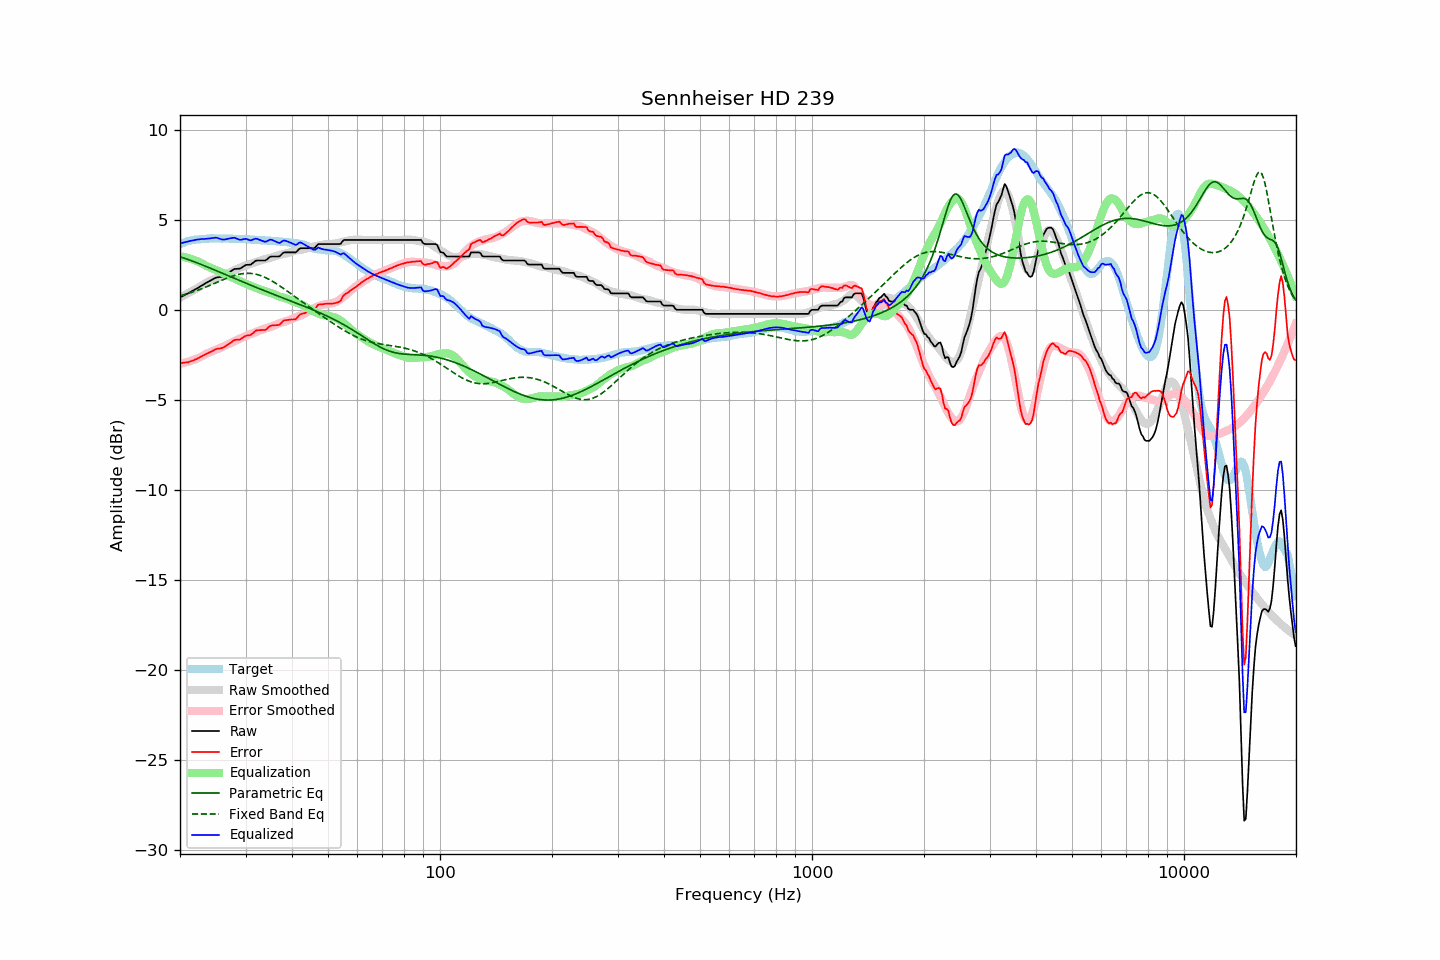 Sennheiser HD 239
10
5
0
−5
−10
−15
−20
−25
−30
Amplitude (dBr)
Target
Raw Smoothed
Error Smoothed
Raw
Error
Equalization
Parametric Eq
Fixed Band Eq
Equalized
100
1000
10000
Frequency (Hz)